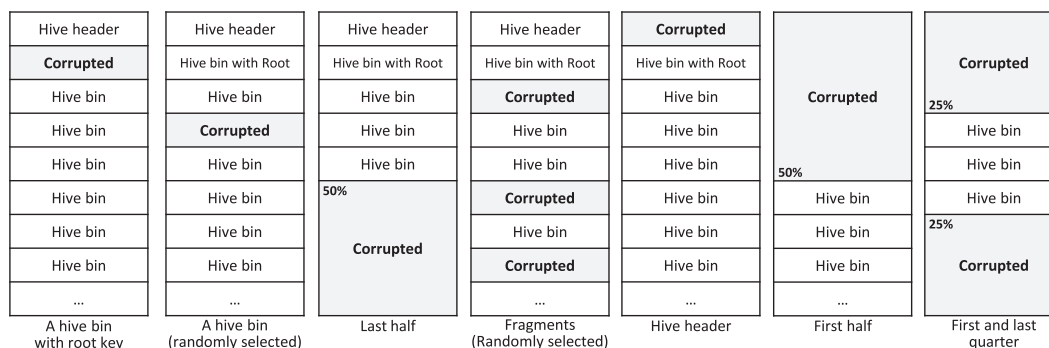 Hive header
Corrupted
Hive bin
Hive bin
Hive bin
Hive bin
Hive bin
Hive bin
...
A hive bin
with root key
Hive header
Hive bin with Root
Hive bin
Corrupted
Hive bin
Hive bin
Hive bin
Hive bin
...
A hive bin
(randomly selected)
Hive header
Hive bin with Root
Hive bin
Hive bin
Hive bin
50%
Corrupted
Last half
Hive header
Hive bin with Root
Corrupted
Hive bin
Hive bin
Corrupted
Hive bin
Corrupted
...
Fragments
(Randomly selected)
Corrupted
Hive bin with Root
Hive bin
Hive bin
Hive bin
Hive bin
Hive bin
Hive bin
...
Hive header
Corrupted
50%
Hive bin
Hive bin
Hive bin
...
First half
Corrupted
25%
Hive bin
Hive bin
Hive bin
25%
Corrupted
First and last
quarter